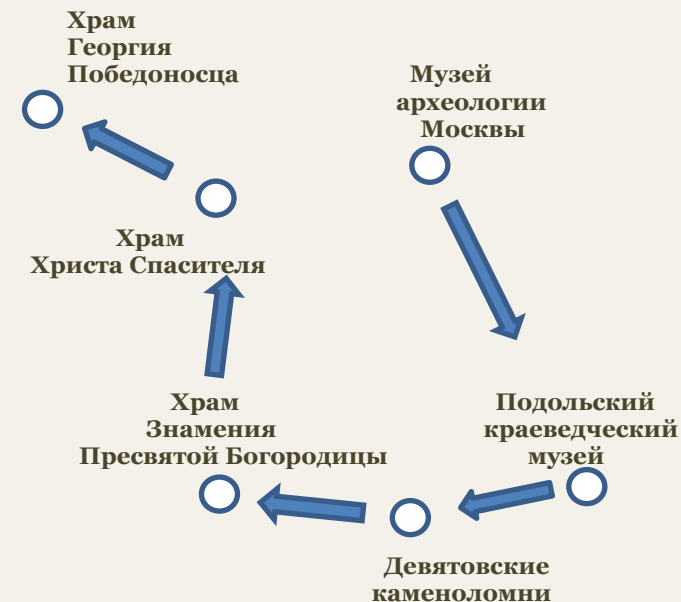 Храм
Георгия
Победоносца
Музей
археологии
Москвы
Храм
Христа Спасителя
Храм
Знамения
Пресвятой Богородицы
Подольский
краеведческий
музей
Девятовские
каменоломни